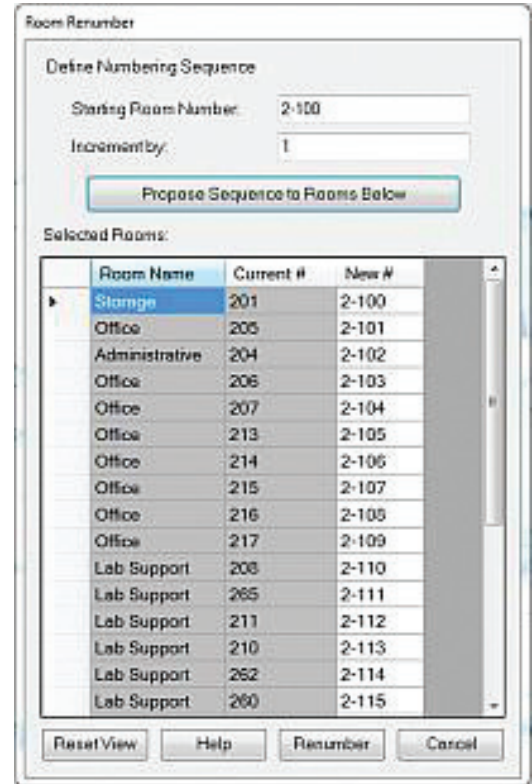 Room Renumber
Define Numbering Sequence
Starting Room Number: 2-100
Increment by: 1
Propose Sequence to Rooms Below
Selected Rooms:
Room Name Current # New #
Storage 201 2-100
Office 205 2-101
Administrative 204 2-102
Office 206 2-103
Office 207 2-104
Office 213 2-105
Office 214 2-106
Office 215 2-107
Office 216 2-108
Office 217 2-109
Lab Support 208 2-110
Lab Support 265 2-111
Lab Support 211 2-112
Lab Support 210 2-113
Lab Support 262 2-114
Lab Support 260 2-115
Reset View Help Renumber Cancel